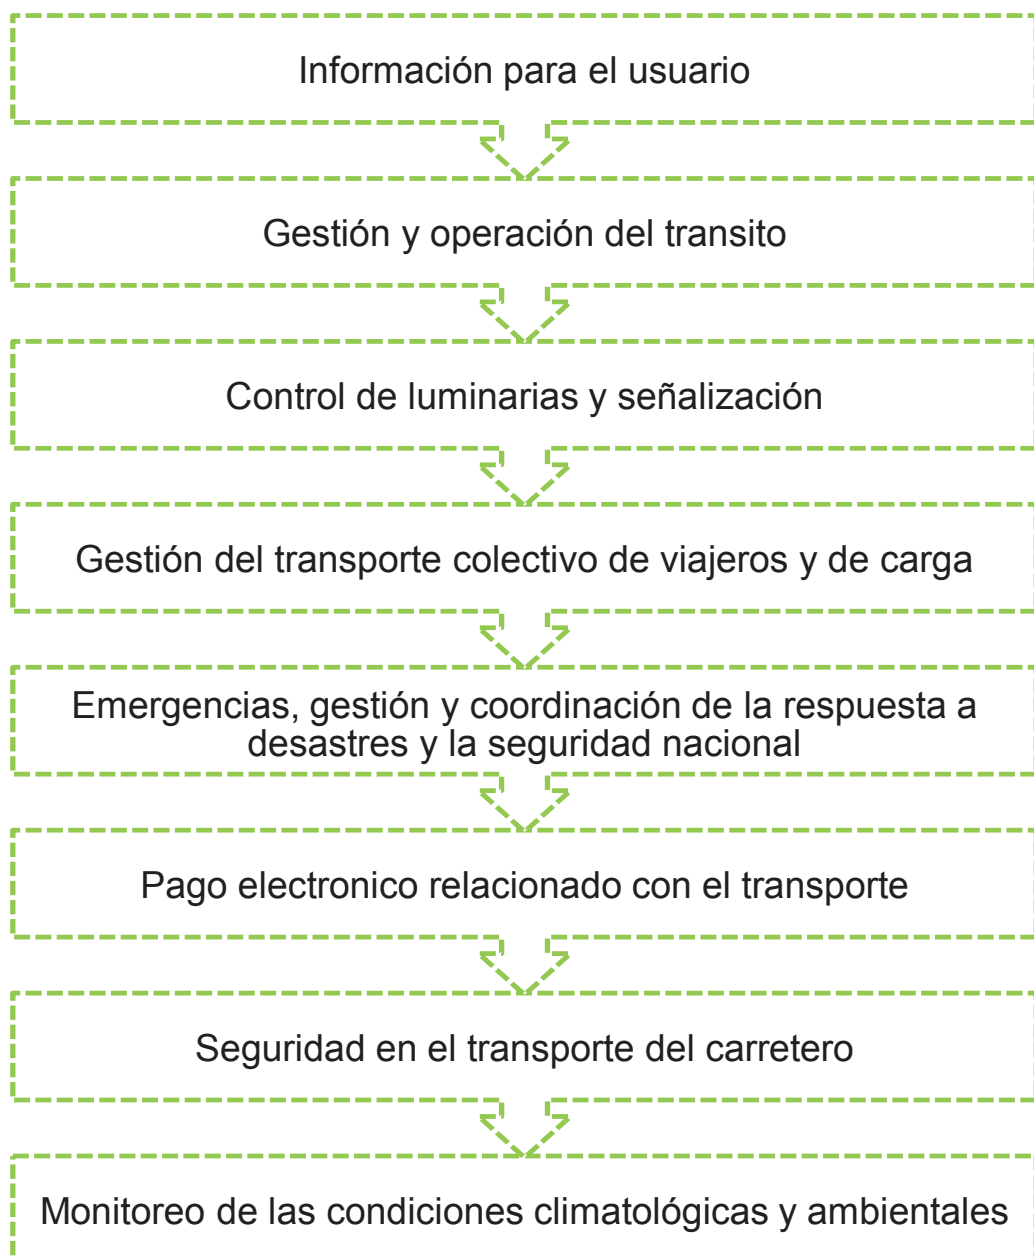 Información para el usuario
Gestión y operación del transito
Control de luminarias y señalización
Gestión del transporte colectivo de viajeros y de carga
Emergencias, gestión y coordinación de la respuesta a
desastres y la seguridad nacional
Pago electronico relacionado con el transporte
Seguridad en el transporte del carretero
Monitoreo de las condiciones climatológicas y ambientales